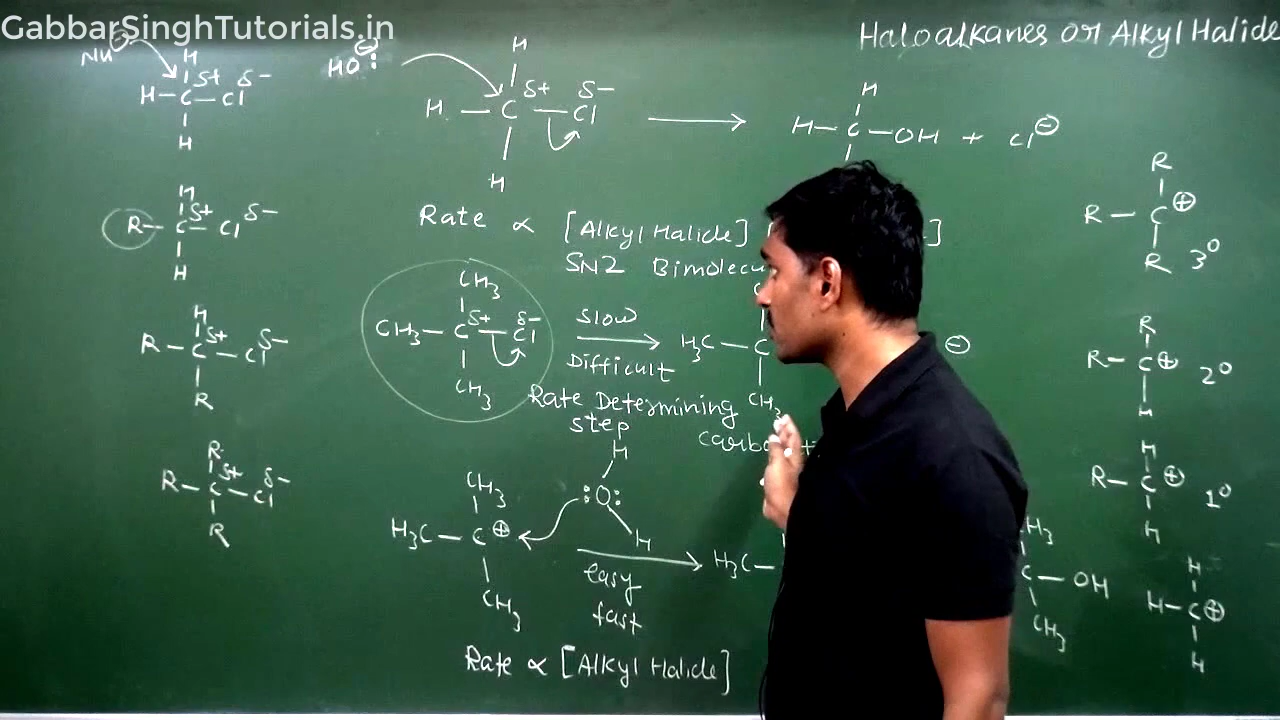 GabbarSinghTutorials.in
Haloalkanes or Alkyl Halide
Nu
H
H–C–Cl
δ+ δ−
H
HO:⊖
H
H–C–Cl
δ+ δ−
H
H
H–C–OH + Cl⊖
H
R–C–Cl
δ+ δ−
H
Rate ∝ [Alkyl Halide] [ ]
SN2
R
R–C⊕
R
3°
H
R–C–Cl
δ+ δ−
R
CH3
CH3–C–Cl
δ+ δ−
CH3
Slow
Difficult
Rate Determining
step
H3C–C
CH3
⊖
R
R–C⊕
H
2°
R
R–C–Cl
δ+ δ−
R
CH3
H3C–C⊕
CH3
H
:O:
H
easy
fast
H3C–
H3
C–OH
CH3
H
R–C⊕
H
1°
H
H–C⊕
H
Rate ∝ [Alkyl Halide]